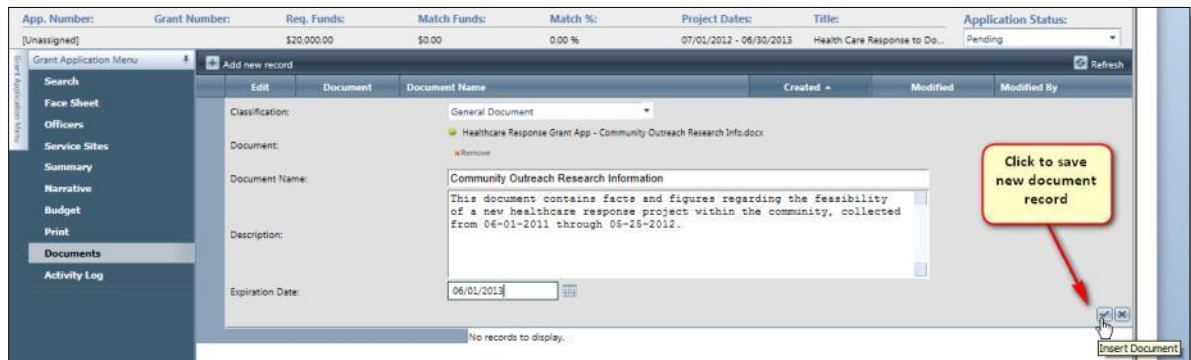 App. Number: Grant Number: Req. Funds: Match Funds: Match %: Project Dates: Title: Application Status:
[Unassigned] $20,000.00 $0.00 0.00 % 07/01/2012 - 06/30/2013 Health Care Response to Do... Pending
Grant Application Menu
Grant Application Menu
Add new record Refresh
Search
Face Sheet
Officers
Service Sites
Summary
Narrative
Budget
Print
Documents
Activity Log
Edit Document Document Name Created Modified Modified By
Classification: General Document
Document: Healthcare Response Grant App - Community Outreach Research Info.docx
Remove
Document Name: Community Outreach Research Information
Description: This document contains facts and figures regarding the feasibility
of a new healthcare response project within the community, collected
from 06-01-2011 through 05-25-2012.
Expiration Date: 06/01/2013
No records to display.
Click to save
new document
record
Insert Document